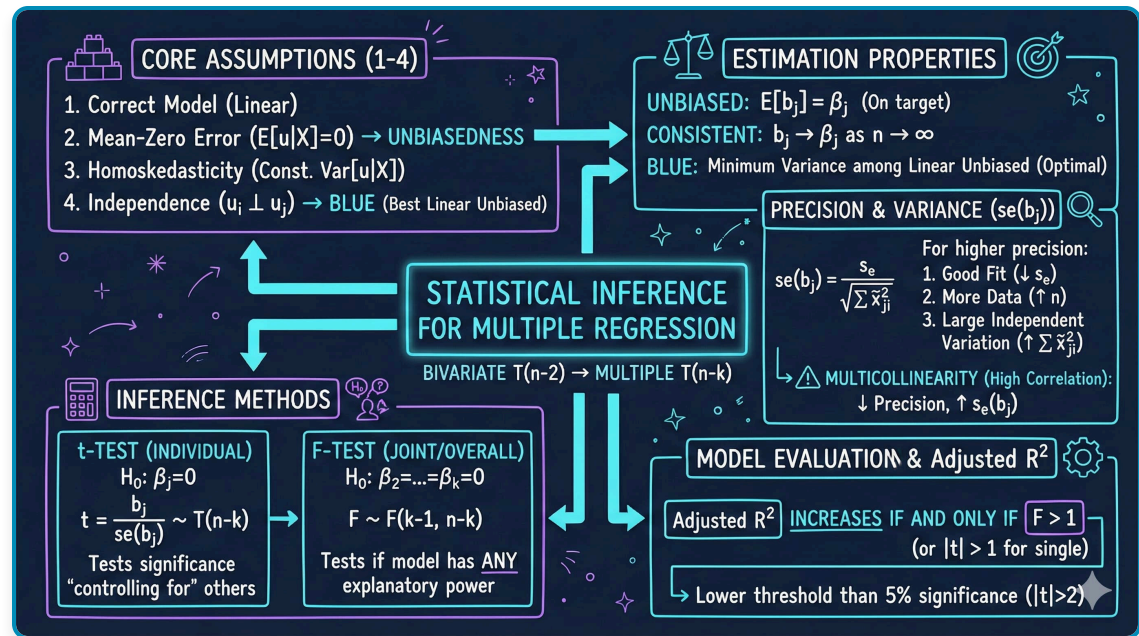 CORE ASSUMPTIONS (1-4)
1. Correct Model (Linear)
2. Mean-Zero Error (E[u|X]=0) → UNBIASEDNESS
3. Homoskedasticity (Const. Var[u|X])
4. Independence (uᵢ ⊥ uⱼ) → BLUE (Best Linear Unbiased)
ESTIMATION PROPERTIES
UNBIASED: E[bⱼ] = βⱼ (On target)
CONSISTENT: bⱼ → βⱼ as n → ∞
BLUE: Minimum Variance among Linear Unbiased (Optimal)
PRECISION & VARIANCE (se(bⱼ))
se(bⱼ) = sₑ / √∑ x̃²ⱼᵢ
For higher precision:
1. Good Fit (↓ sₑ)
2. More Data (↑ n)
3. Large Independent
Variation (↑ ∑ x̃²ⱼᵢ)
⚠ MULTICOLLINEARITY (High Correlation):
↓ Precision, ↑ sₑ(bⱼ)
STATISTICAL INFERENCE
FOR MULTIPLE REGRESSION
BIVARIATE T(n-2) → MULTIPLE T(n-k)
H₀ ?
INFERENCE METHODS
t-TEST (INDIVIDUAL)
H₀: βⱼ=0
t = bⱼ / se(bⱼ) ~ T(n-k)
Tests significance
“controlling for” others
F-TEST (JOINT/OVERALL)
H₀: β₂=...=βₖ=0
F ~ F(k-1, n-k)
Tests if model has ANY
explanatory power
MODEL EVALUATION & Adjusted R²
Adjusted R² INCREASES IF AND ONLY IF F > 1
(or |t| > 1 for single)
Lower threshold than 5% significance (|t|>2)